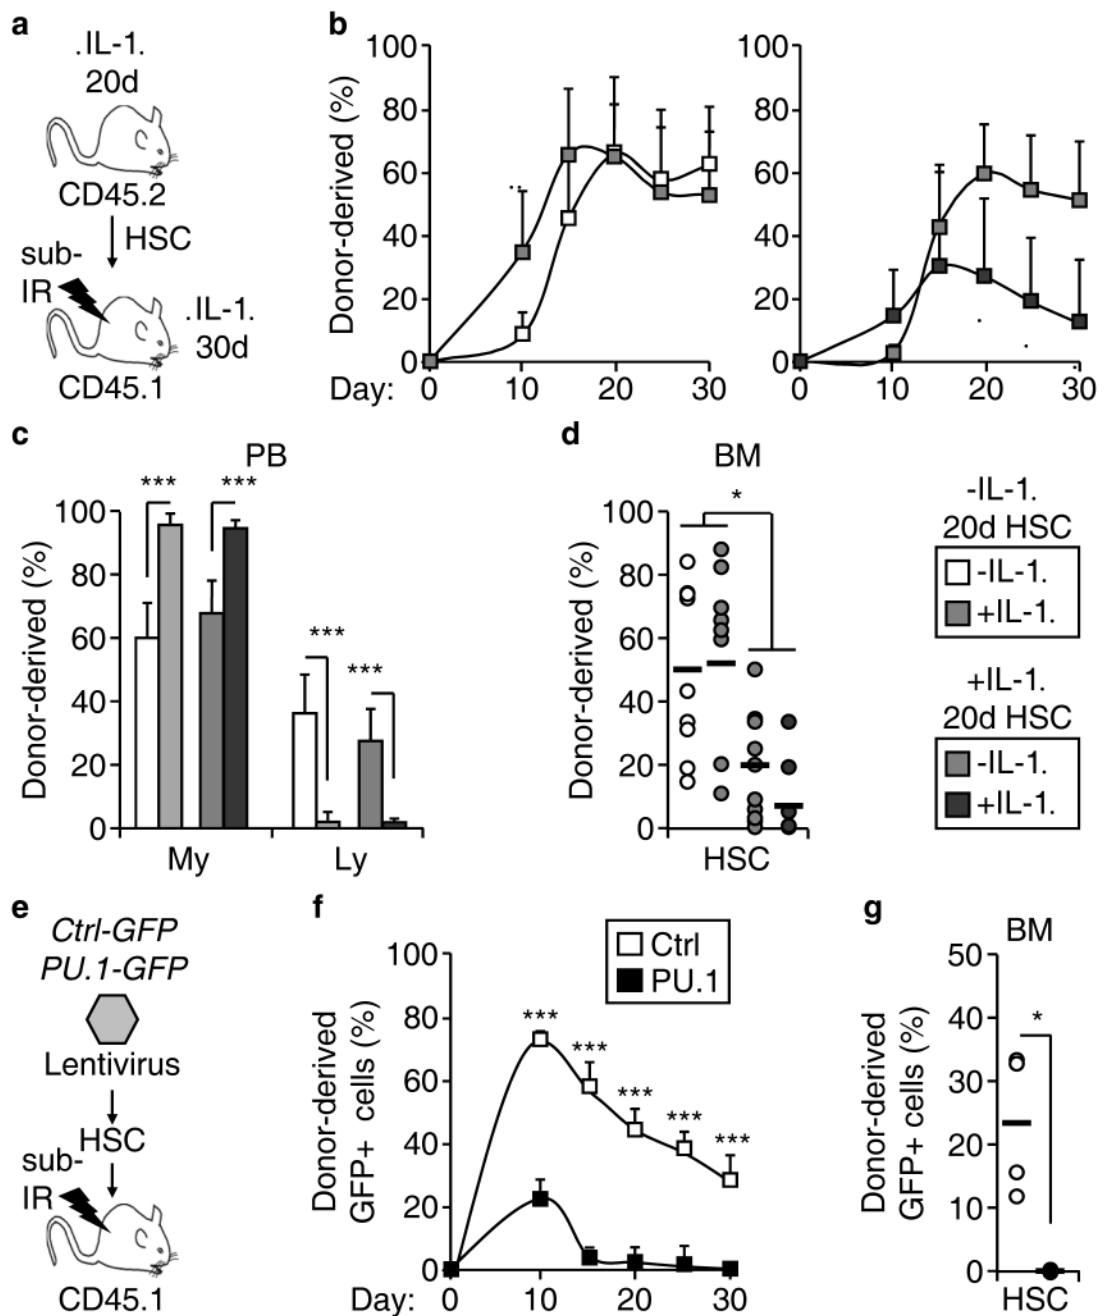 a
.IL-1.
20d
CD45.2
HSC
sub-
IR
.IL-1.
30d
CD45.1
b
Donor-derived (%)
100
80
60
40
20
0
Day: 0 10 20 30
100
80
60
40
20
0
0 10 20 30
c
PB
Donor-derived (%)
100
80
60
40
20
0
***
***
***
***
My Ly
d
BM
Donor-derived (%)
100
80
60
40
20
0
*
HSC
-IL-1.
20d HSC
-IL-1.
+IL-1.
+IL-1.
20d HSC
-IL-1.
+IL-1.
e
Ctrl-GFP
PU.1-GFP
Lentivirus
HSC
sub-
IR
CD45.1
f
Donor-derived
GFP+ cells (%)
100
80
60
40
20
0
Ctrl
PU.1
***
***
***
***
***
Day: 0 10 20 30
g
BM
Donor-derived
GFP+ cells (%)
50
40
30
20
10
0
*
HSC